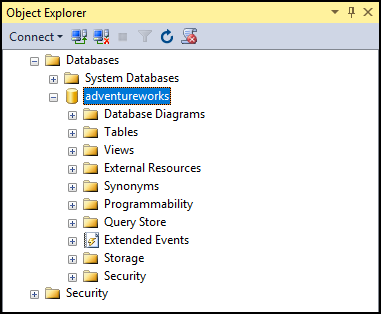 Object Explorer
Connect
Databases
System Databases
adventureworks
Database Diagrams
Tables
Views
External Resources
Synonyms
Programmability
Query Store
Extended Events
Storage
Security
Security